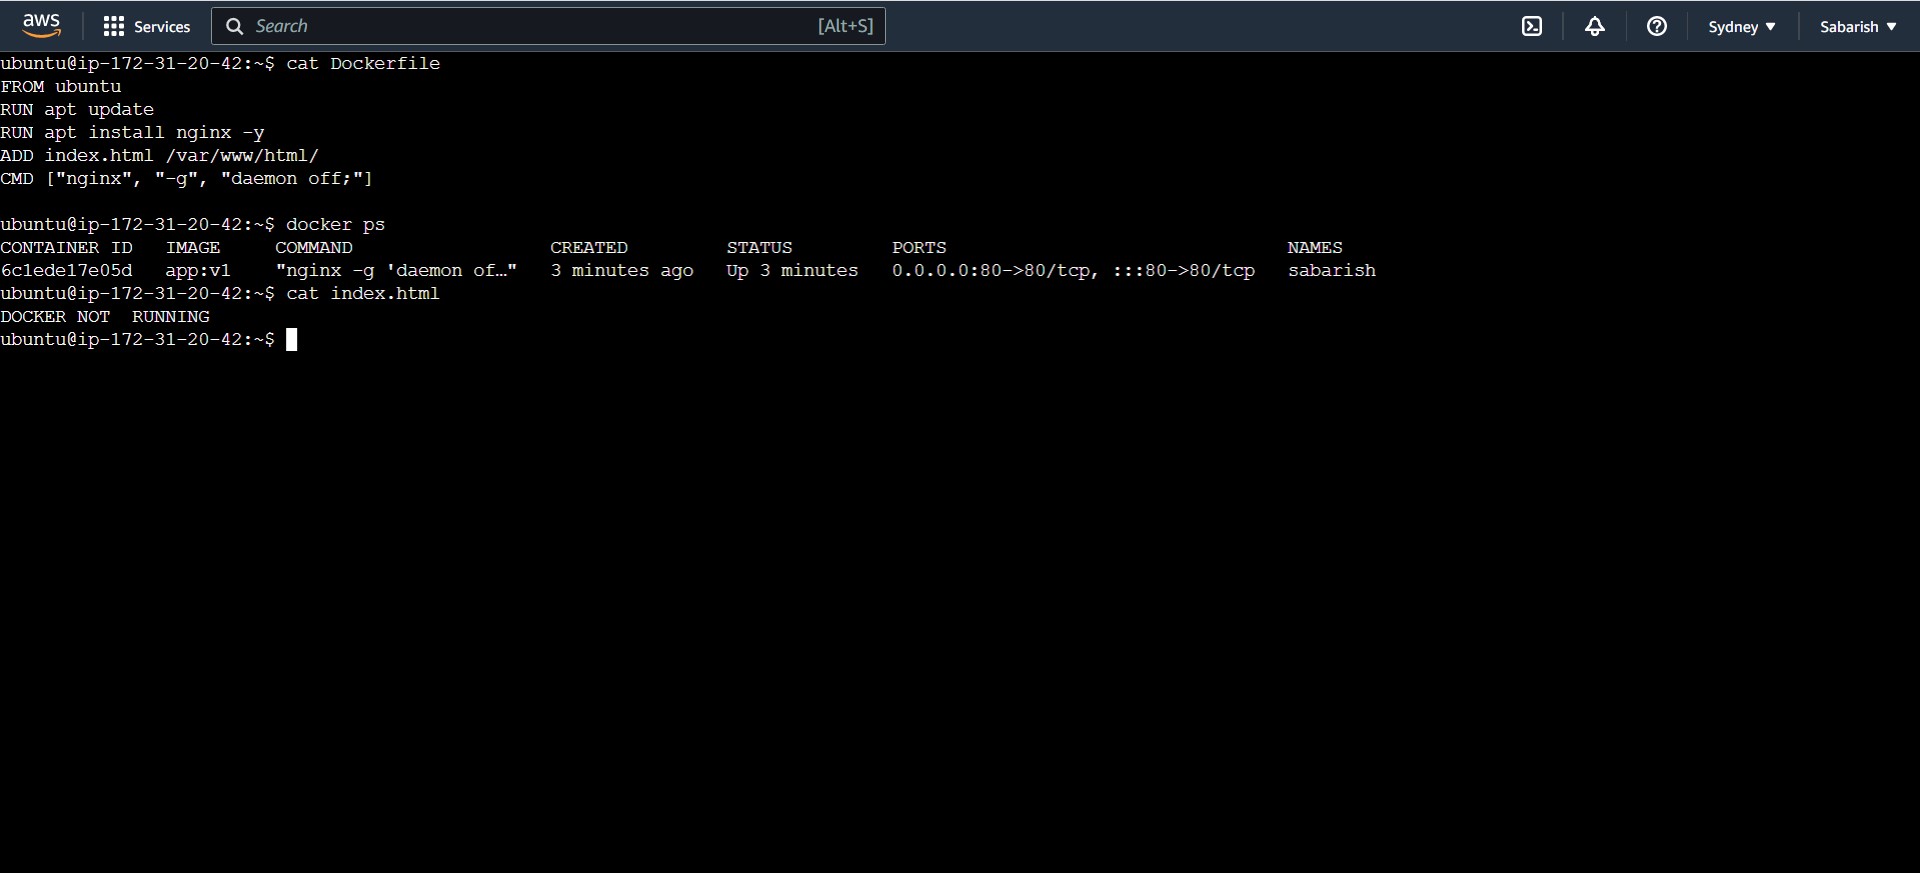 aws Services Search [Alt+S] Sydney ▼ Sabarish ▼
ubuntu@ip-172-31-20-42:~$ cat Dockerfile
FROM ubuntu
RUN apt update
RUN apt install nginx -y
ADD index.html /var/www/html/
CMD ["nginx", "-g", "daemon off;"]
ubuntu@ip-172-31-20-42:~$ docker ps
CONTAINER ID   IMAGE     COMMAND                  CREATED         STATUS         PORTS                               NAMES
6c1ede17e05d   app:v1    "nginx -g 'daemon of…"   3 minutes ago   Up 3 minutes   0.0.0.0:80->80/tcp, :::80->80/tcp   sabarish
ubuntu@ip-172-31-20-42:~$ cat index.html
DOCKER NOT  RUNNING
ubuntu@ip-172-31-20-42:~$